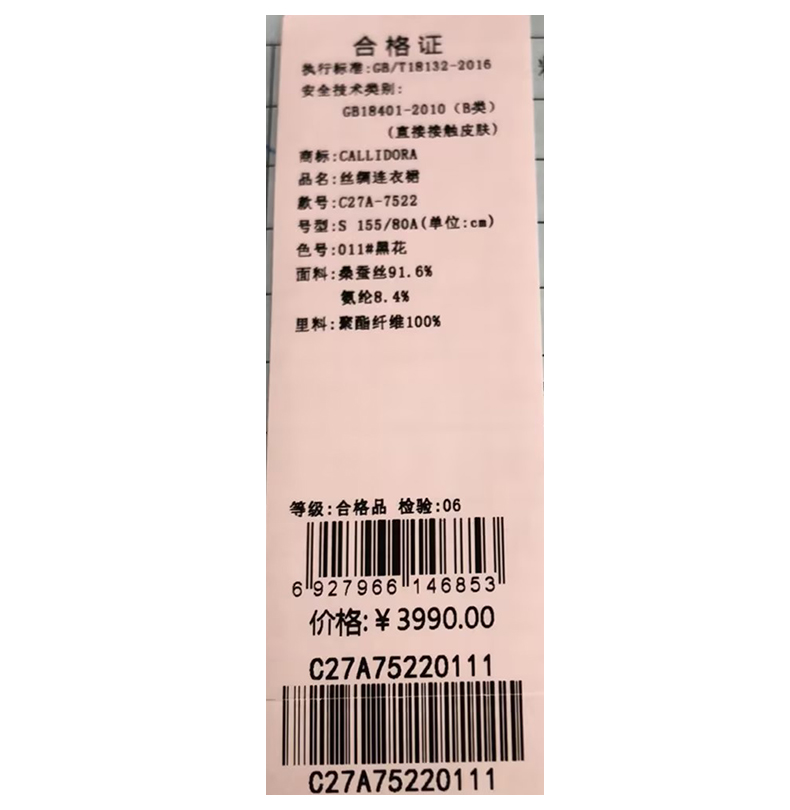 合格证
执行标准:GB/T18132-2016
安全技术类别:
GB18401-2010 (B类)
(直接接触皮肤)
商标:CALLIDORA
品名:丝绸连衣裙
款号:C27A-7522
号型:S 155/80A(单位:cm)
色号:011#黑花
面料:桑蚕丝91.6%
氨纶8.4%
里料:聚酯纤维100%
等级:合格品 检验:06
6 927966 146853
价格:¥3990.00
C27A75220111
C27A75220111